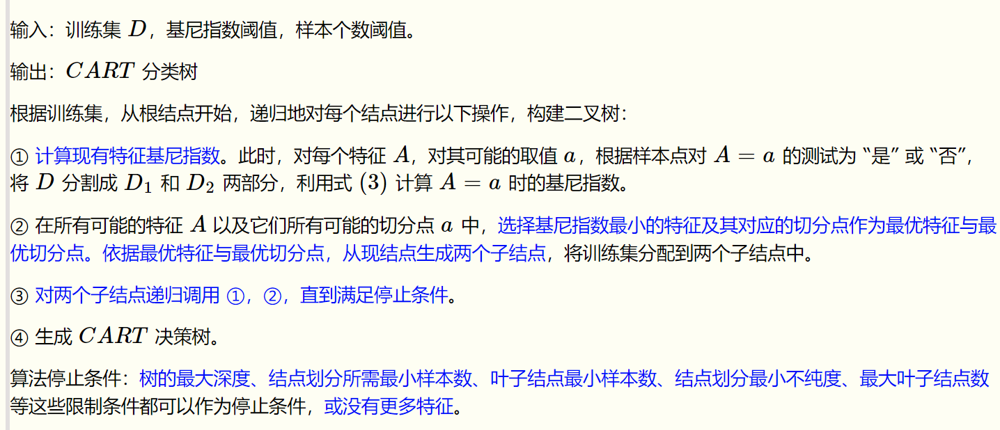 输入：训练集 D，基尼指数阈值，样本个数阈值。
输出：CART 分类树
根据训练集，从根结点开始，递归地对每个结点进行以下操作，构建二叉树：
① 计算现有特征基尼指数。此时，对每个特征 A，对其可能的取值 a，根据样本点对 A = a 的测试为 “是” 或 “否”，
将 D 分割成 D₁ 和 D₂ 两部分，利用式 (3) 计算 A = a 时的基尼指数。
② 在所有可能的特征 A 以及它们所有可能的切分点 a 中，选择基尼指数最小的特征及其对应的切分点作为最优特征与最
优切分点。依据最优特征与最优切分点，从现结点生成两个子结点，将训练集分配到两个子结点中。
③ 对两个子结点递归调用 ①，②，直到满足停止条件。
④ 生成 CART 决策树。
算法停止条件：树的最大深度、结点划分所需最小样本数、叶子结点最小样本数、结点划分最小不纯度、最大叶子结点数
等这些限制条件都可以作为停止条件，或没有更多特征。